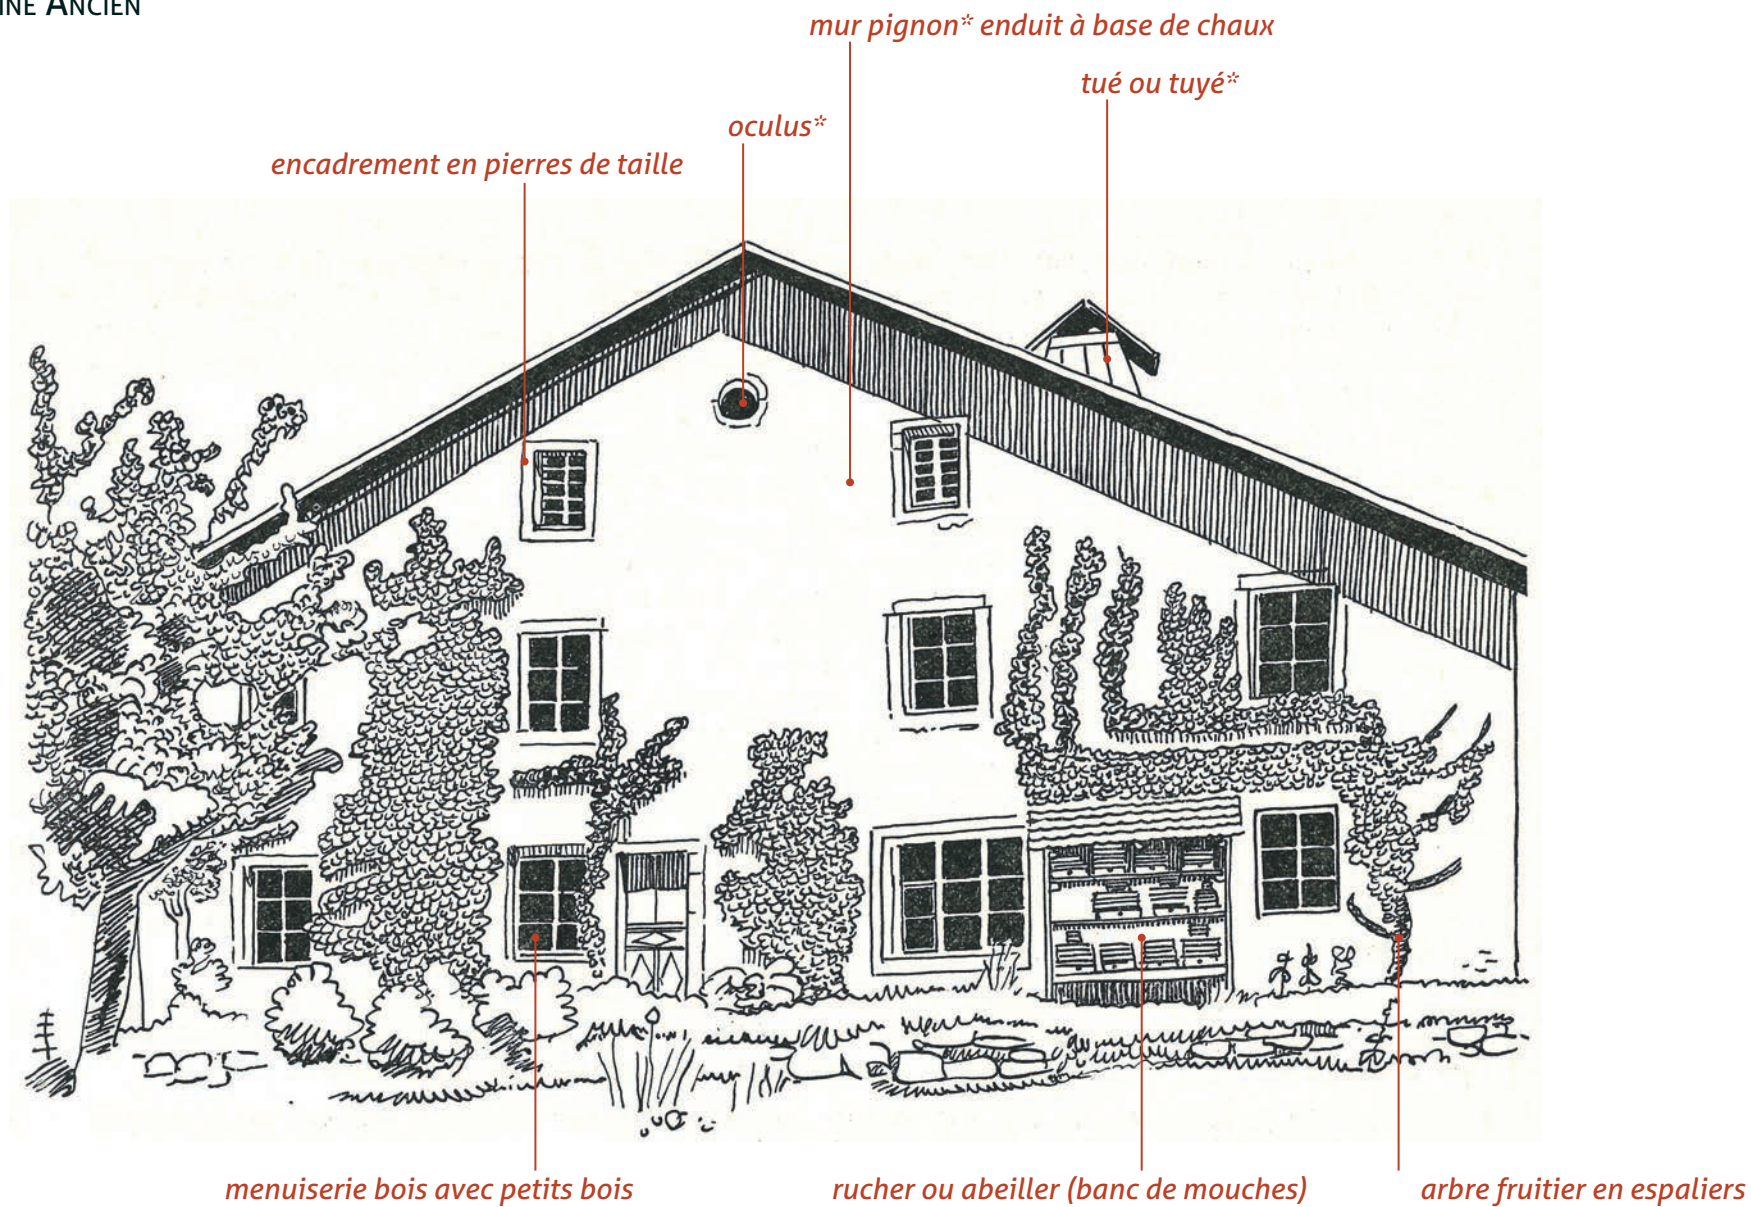 Ancien
mur pignon* enduit à base de chaux
tué ou tuyé*
oculus*
encadrement en pierres de taille
menuiserie bois avec petits bois
rucher ou abeiller (banc de mouches)
arbre fruitier en espaliers